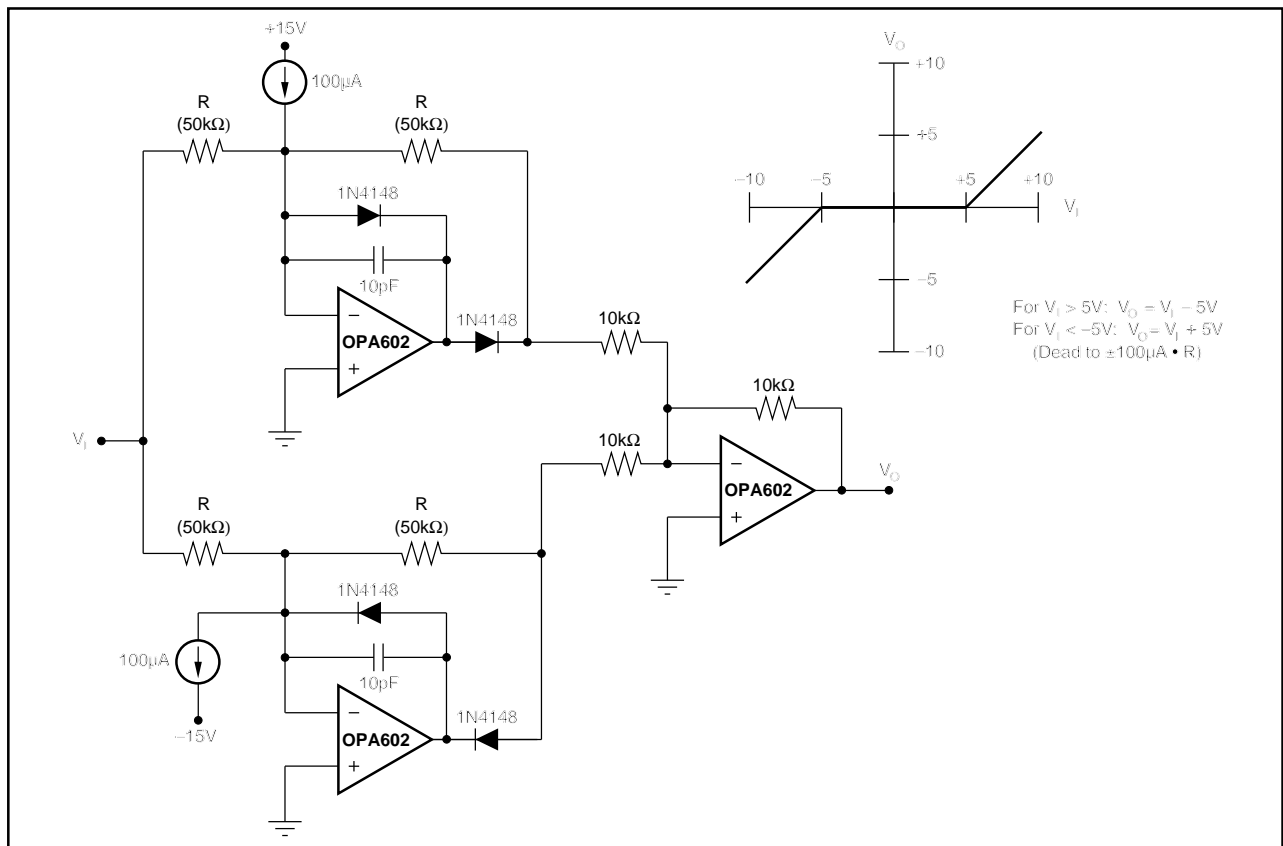 +15V
100µA
R
(50kΩ)
R
(50kΩ)
1N4148
10pF
–
OPA602
+
1N4148
10kΩ
10kΩ
10kΩ
–
OPA602
+
V_O
V_I
R
(50kΩ)
R
(50kΩ)
1N4148
100µA
10pF
–15V
–
OPA602
+
1N4148
V_O
+10
+5
–10
–5
+5
+10
V_I
–5
–10
For V_I > 5V: V_O = V_I – 5V
For V_I < –5V: V_O = V_I + 5V
(Dead to ±100µA • R)